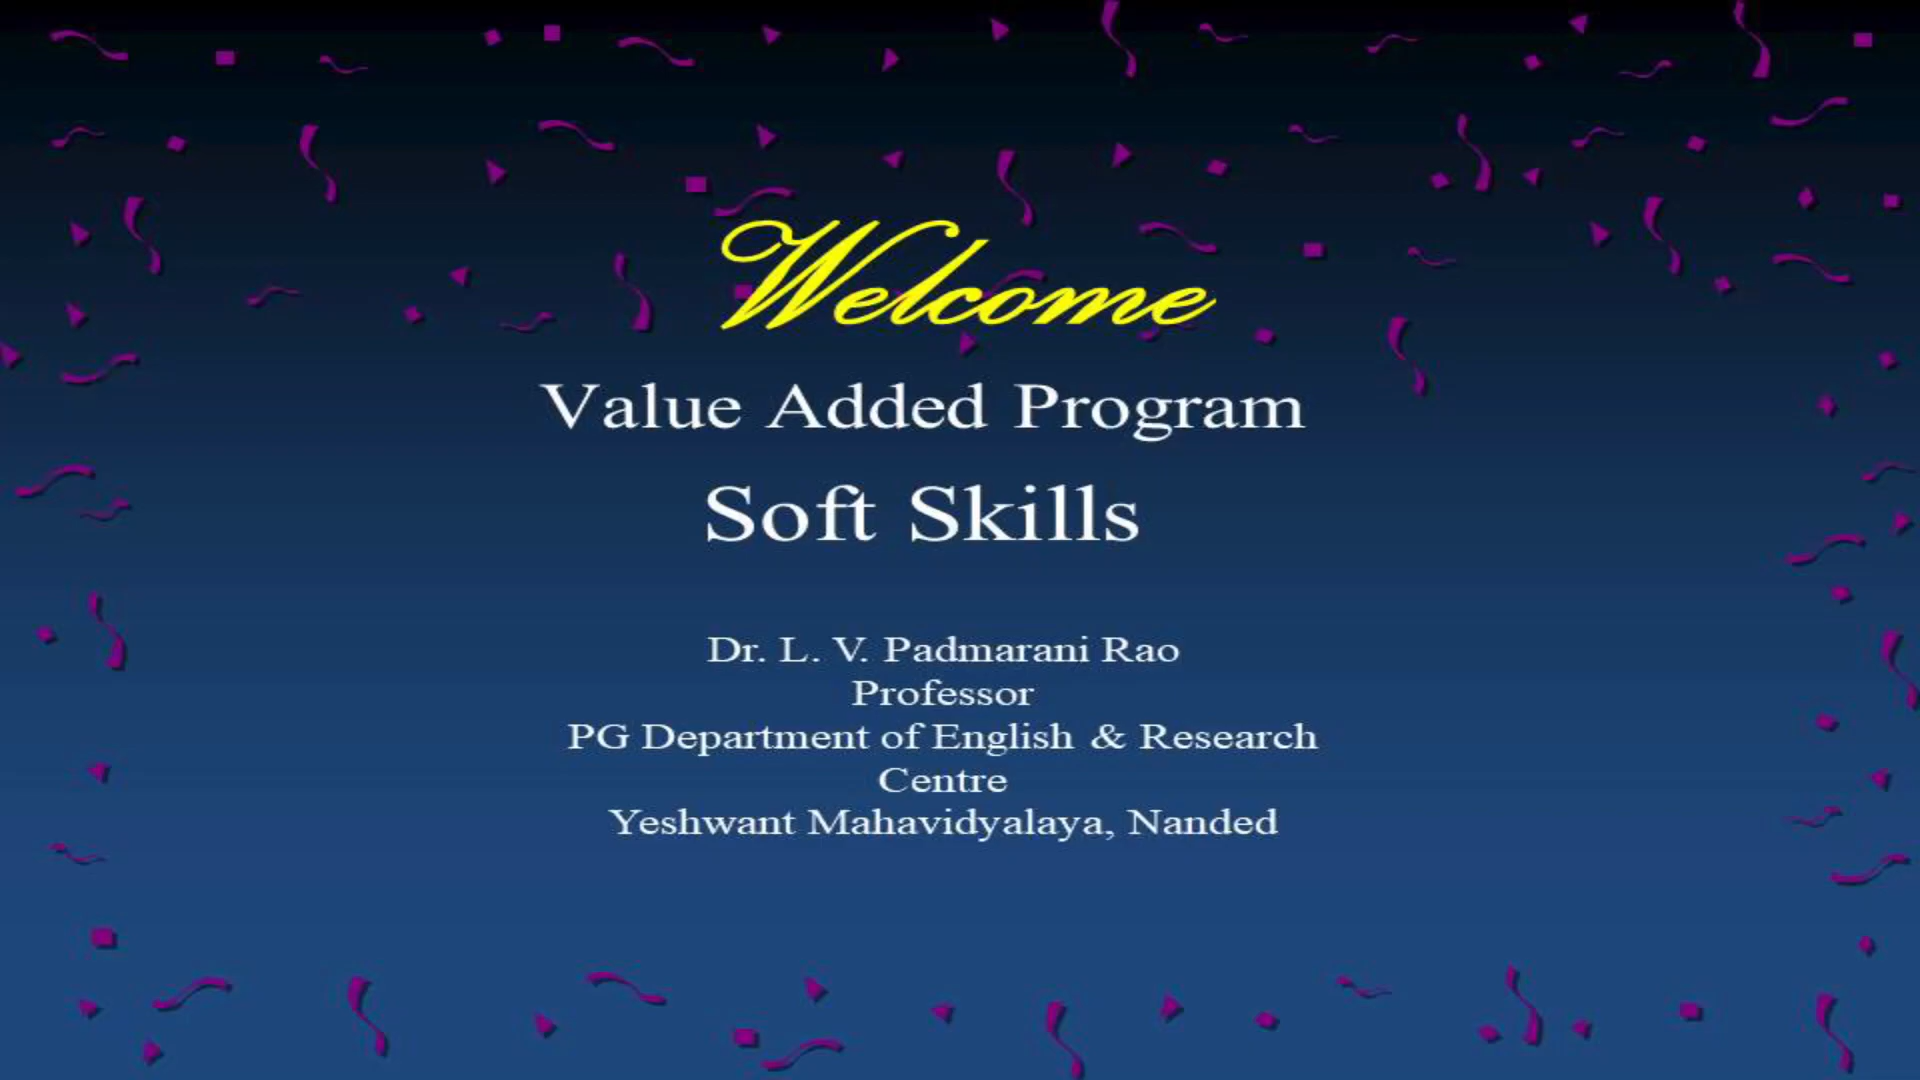 Welcome
Value Added Program
Soft Skills
Dr. L. V. Padmarani Rao
Professor
PG Department of English & Research
Centre
Yeshwant Mahavidyalaya, Nanded